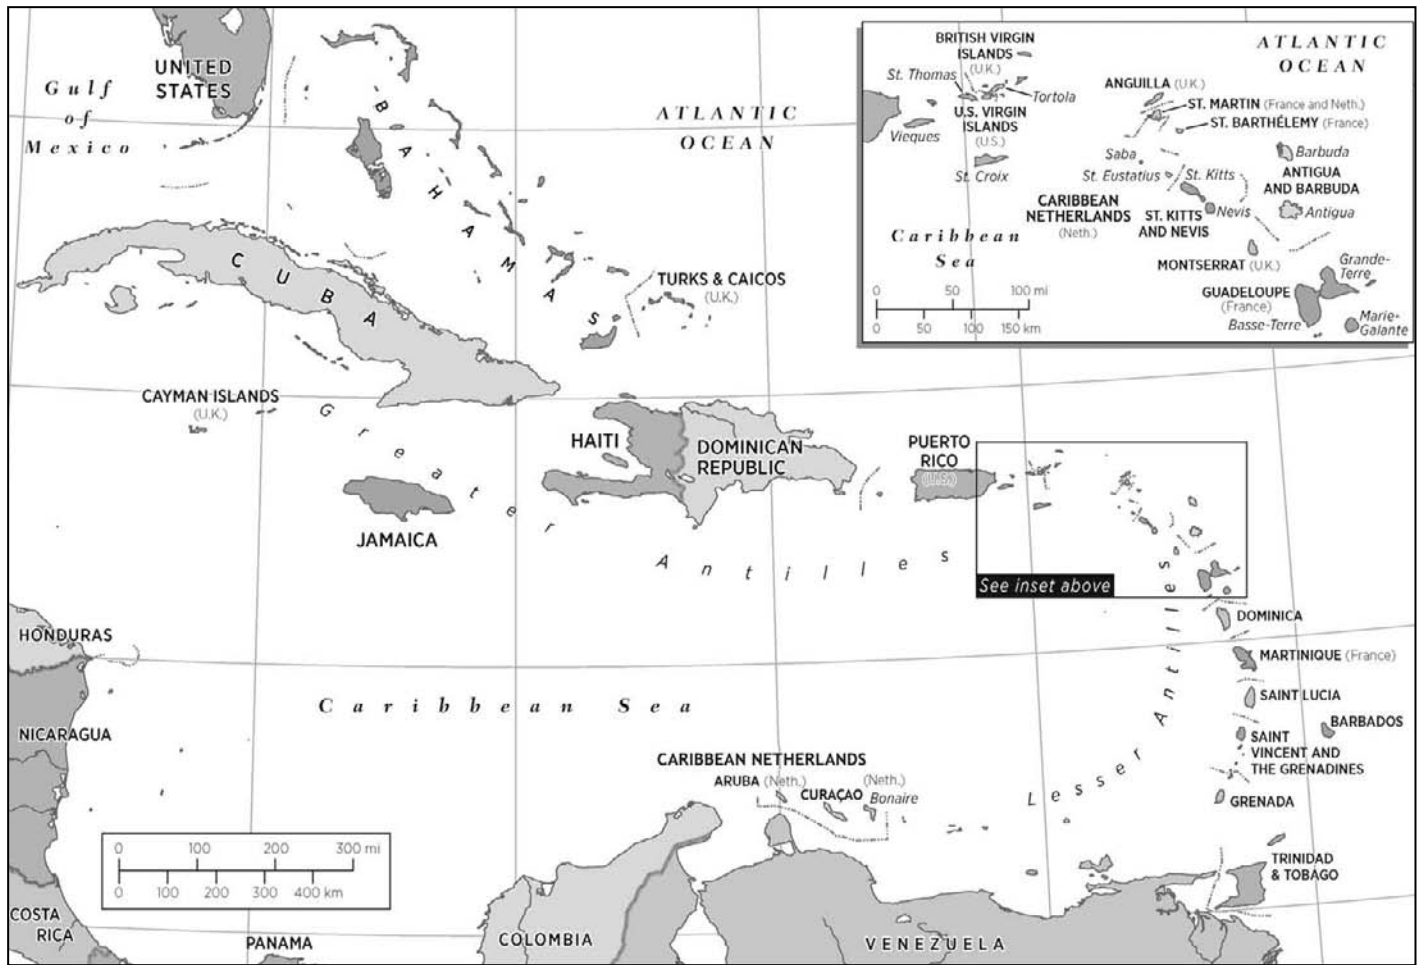 Gulf
of
Mexico
UNITED
STATES
BAHAMAS
ATLANTIC
OCEAN
CUBA
TURKS & CAICOS
(U.K.)
CAYMAN ISLANDS
(U.K.)
Greater Antilles
HAITI
DOMINICAN
REPUBLIC
PUERTO
RICO
(U.S.)
JAMAICA
See inset above
BRITISH VIRGIN
ISLANDS
(U.K.)
St. Thomas
Tortola
U.S. VIRGIN
ISLANDS
(U.S.)
Vieques
St. Croix
ATLANTIC
OCEAN
ANGUILLA (U.K.)
ST. MARTIN (France and Neth.)
ST. BARTHÉLEMY (France)
Saba
St. Eustatius
St. Kitts
Barbuda
ANTIGUA
AND BARBUDA
Antigua
CARIBBEAN
NETHERLANDS
(Neth.)
Nevis
ST. KITTS
AND NEVIS
Caribbean
Sea
MONTSERRAT (U.K.)
Grande-
Terre
GUADELOUPE
(France)
Basse-Terre
Marie-
Galante
0 50 100 mi
0 50 100 150 km
HONDURAS
NICARAGUA
COSTA
RICA
PANAMA
Caribbean Sea
Lesser Antilles
DOMINICA
MARTINIQUE (France)
SAINT LUCIA
BARBADOS
SAINT
VINCENT AND
THE GRENADINES
GRENADA
TRINIDAD
& TOBAGO
CARIBBEAN NETHERLANDS
ARUBA (Neth.)
(Neth.)
CURAÇAO
Bonaire
0 100 200 300 mi
0 100 200 300 400 km
COLOMBIA
VENEZUELA